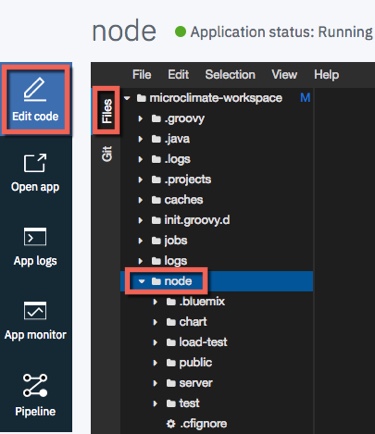 node Application status: Running
Edit code
Open app
App logs
App monitor
Pipeline
Files
Git
File Edit Selection View Help
microclimate-workspace M
.groovy
.java
.logs
.projects
caches
init.groovy.d
jobs
logs
node
.bluemix
chart
load-test
public
server
test
.cfignore